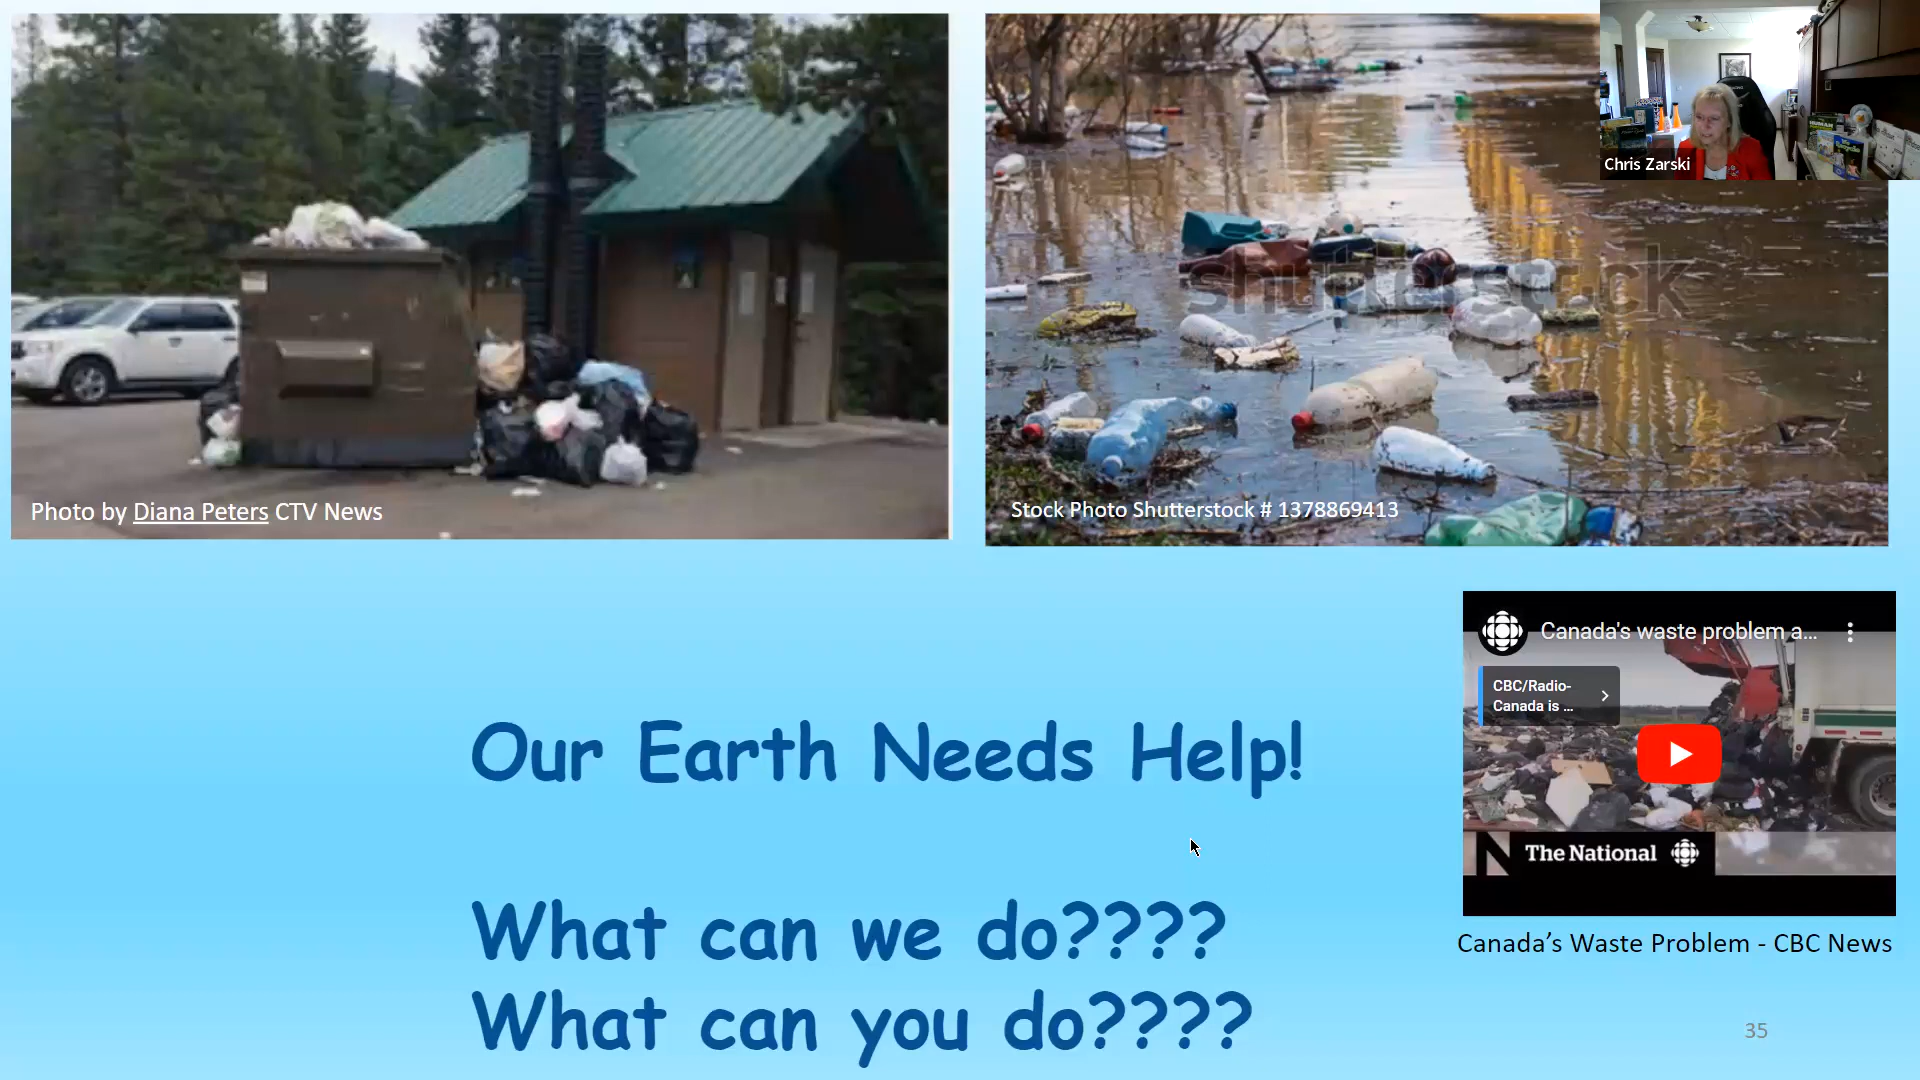 Chris Zarski
shutterstock
Photo by Diana Peters CTV News
Stock Photo Shutterstock # 1378869413
Canada's waste problem a...
CBC/Radio-
Canada is ...
The National
Canada’s Waste Problem - CBC News
Our Earth Needs Help!
What can we do????
What can you do????
35